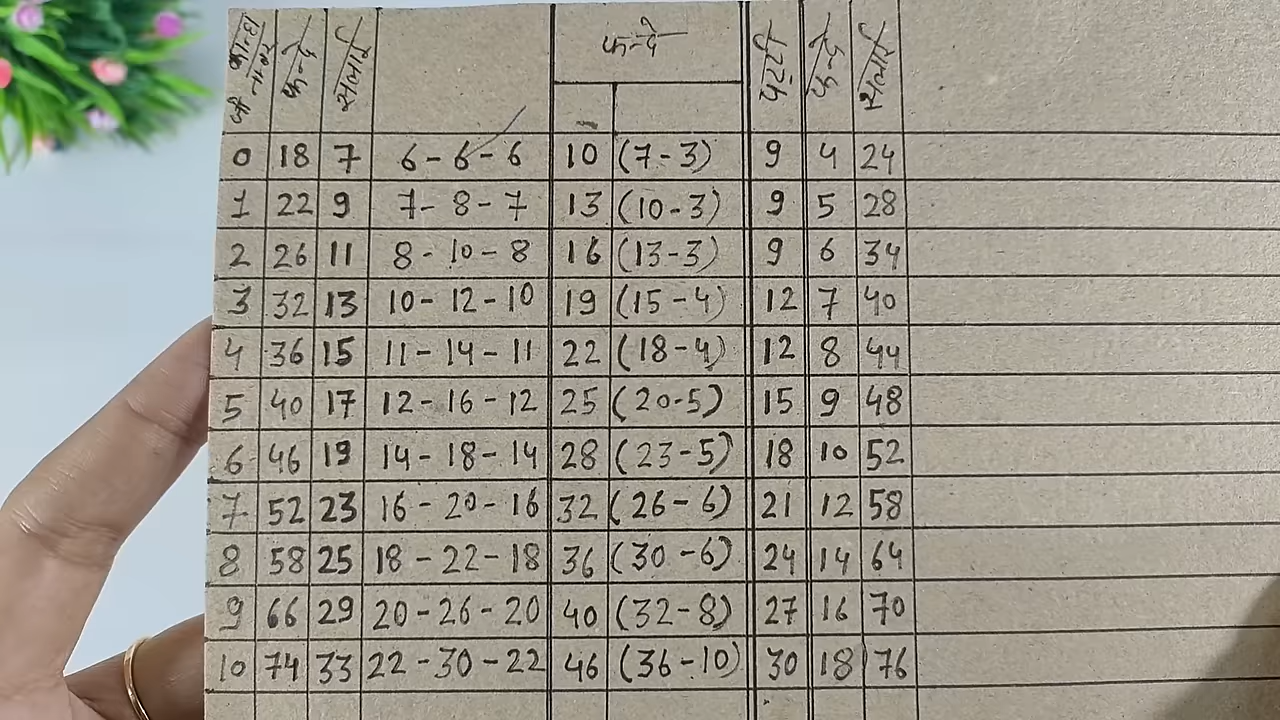 फन्दे
फन्दे
0 18 7 6-6-6 10 (7-3) 9 4 24
1 22 9 7-8-7 13 (10-3) 9 5 28
2 26 11 8-10-8 16 (13-3) 9 6 34
3 32 13 10-12-10 19 (15-4) 12 7 40
4 36 15 11-14-11 22 (18-4) 12 8 44
5 40 17 12-16-12 25 (20-5) 15 9 48
6 46 19 14-18-14 28 (23-5) 18 10 52
7 52 23 16-20-16 32 (26-6) 21 12 58
8 58 25 18-22-18 36 (30-6) 24 14 64
9 66 29 20-26-20 40 (32-8) 27 16 70
10 74 33 22-30-22 46 (36-10) 30 18 76